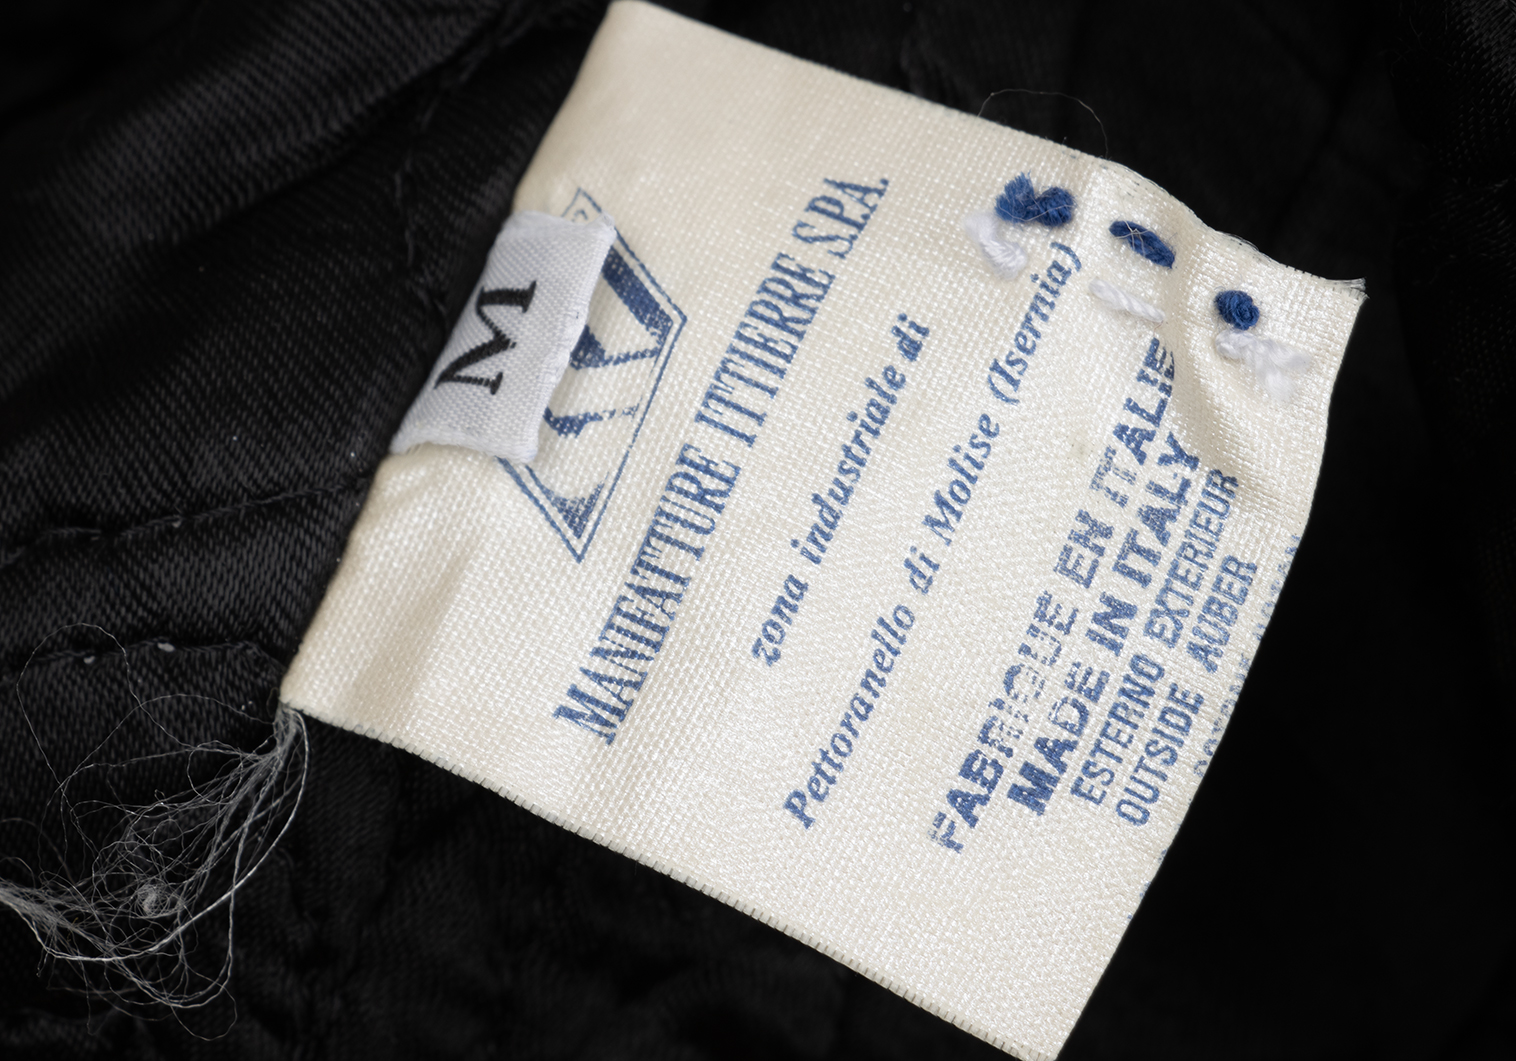 M
MANIFATTURE ITTIERRE S.P.A.
zona industriale di
Pettoranello di Molise (Isernia)
FABRIQUE EN ITALIE
MADE IN ITALY
ESTERNO EXTERIEUR
OUTSIDE AUBER